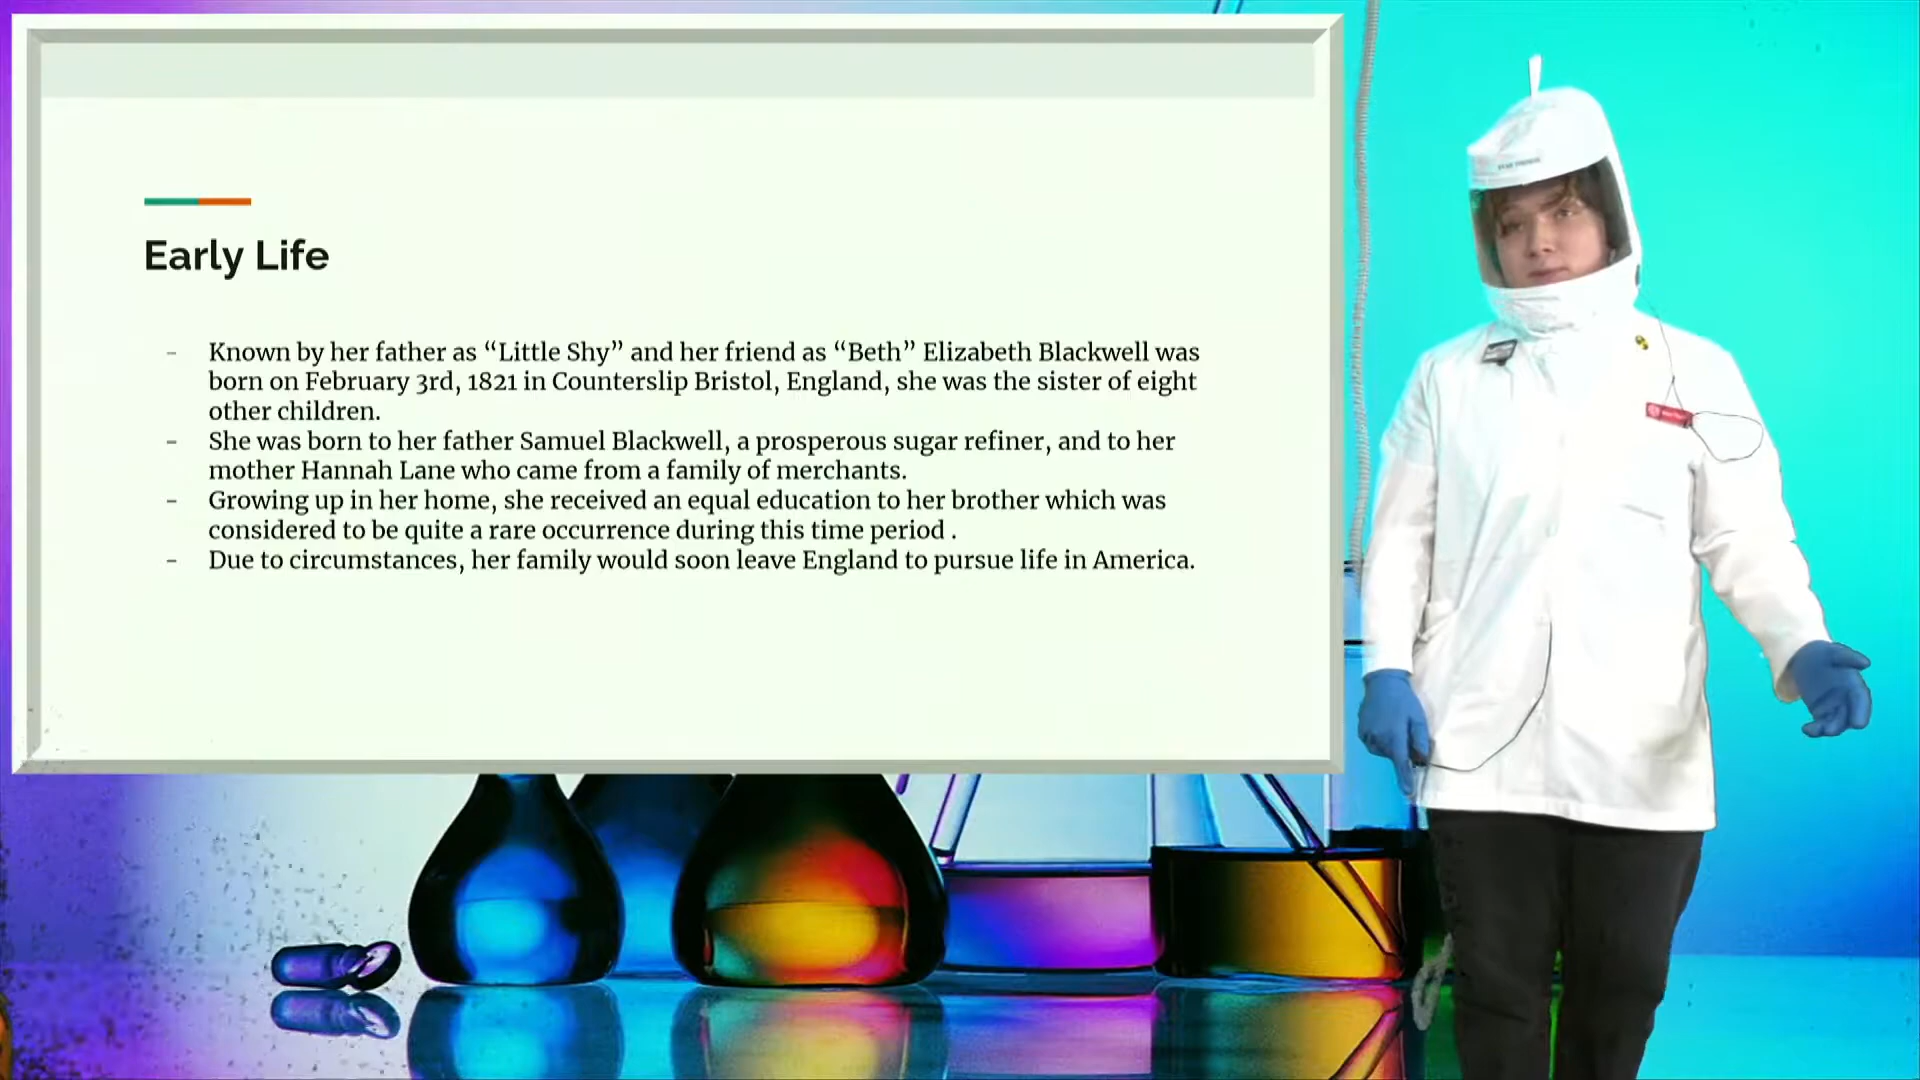 Early Life
- Known by her father as “Little Shy” and her friend as “Beth” Elizabeth Blackwell was
born on February 3rd, 1821 in Counterslip Bristol, England, she was the sister of eight
other children.
- She was born to her father Samuel Blackwell, a prosperous sugar refiner, and to her
mother Hannah Lane who came from a family of merchants.
- Growing up in her home, she received an equal education to her brother which was
considered to be quite a rare occurrence during this time period .
- Due to circumstances, her family would soon leave England to pursue life in America.